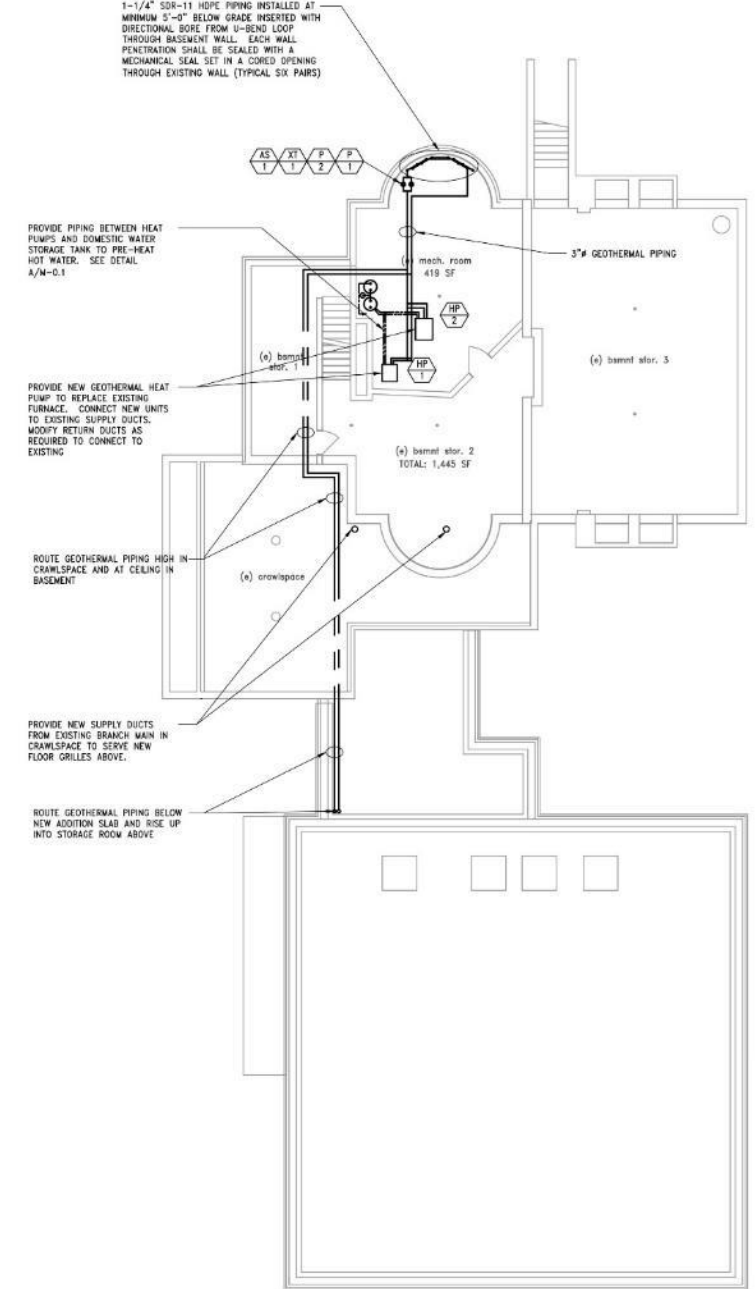 1-1/4" SDR-11 HDPE PIPING INSTALLED AT
MINIMUM 5'-0" BELOW GRADE INSERTED WITH
DIRECTIONAL BORE FROM U-BEND LOOP
THROUGH BASEMENT WALL. EACH WALL
PENETRATION SHALL BE SEALED WITH A
MECHANICAL SEAL SET IN A CORED OPENING
THROUGH EXISTING WALL (TYPICAL SIX PAIRS)
AS
1
XT
1
P
2
P
1
PROVIDE PIPING BETWEEN HEAT
PUMPS AND DOMESTIC WATER
STORAGE TANK TO PRE-HEAT
HOT WATER. SEE DETAIL
A/M-0.1
3"ø GEOTHERMAL PIPING
(e) mech. room
419 SF
HP
2
HP
1
(e) bsmnt
stor. 1
(e) bsmnt stor. 3
PROVIDE NEW GEOTHERMAL HEAT
PUMP TO REPLACE EXISTING
FURNACE. CONNECT NEW UNITS
TO EXISTING SUPPLY DUCTS.
MODIFY RETURN DUCTS AS
REQUIRED TO CONNECT TO
EXISTING
(e) bsmnt stor. 2
TOTAL: 1,445 SF
ROUTE GEOTHERMAL PIPING HIGH IN
CRAWLSPACE AND AT CEILING IN
BASEMENT
(e) crawlspace
PROVIDE NEW SUPPLY DUCTS
FROM EXISTING BRANCH MAIN IN
CRAWLSPACE TO SERVE NEW
FLOOR GRILLES ABOVE.
ROUTE GEOTHERMAL PIPING BELOW
NEW ADDITION SLAB AND RISE UP
INTO STORAGE ROOM ABOVE